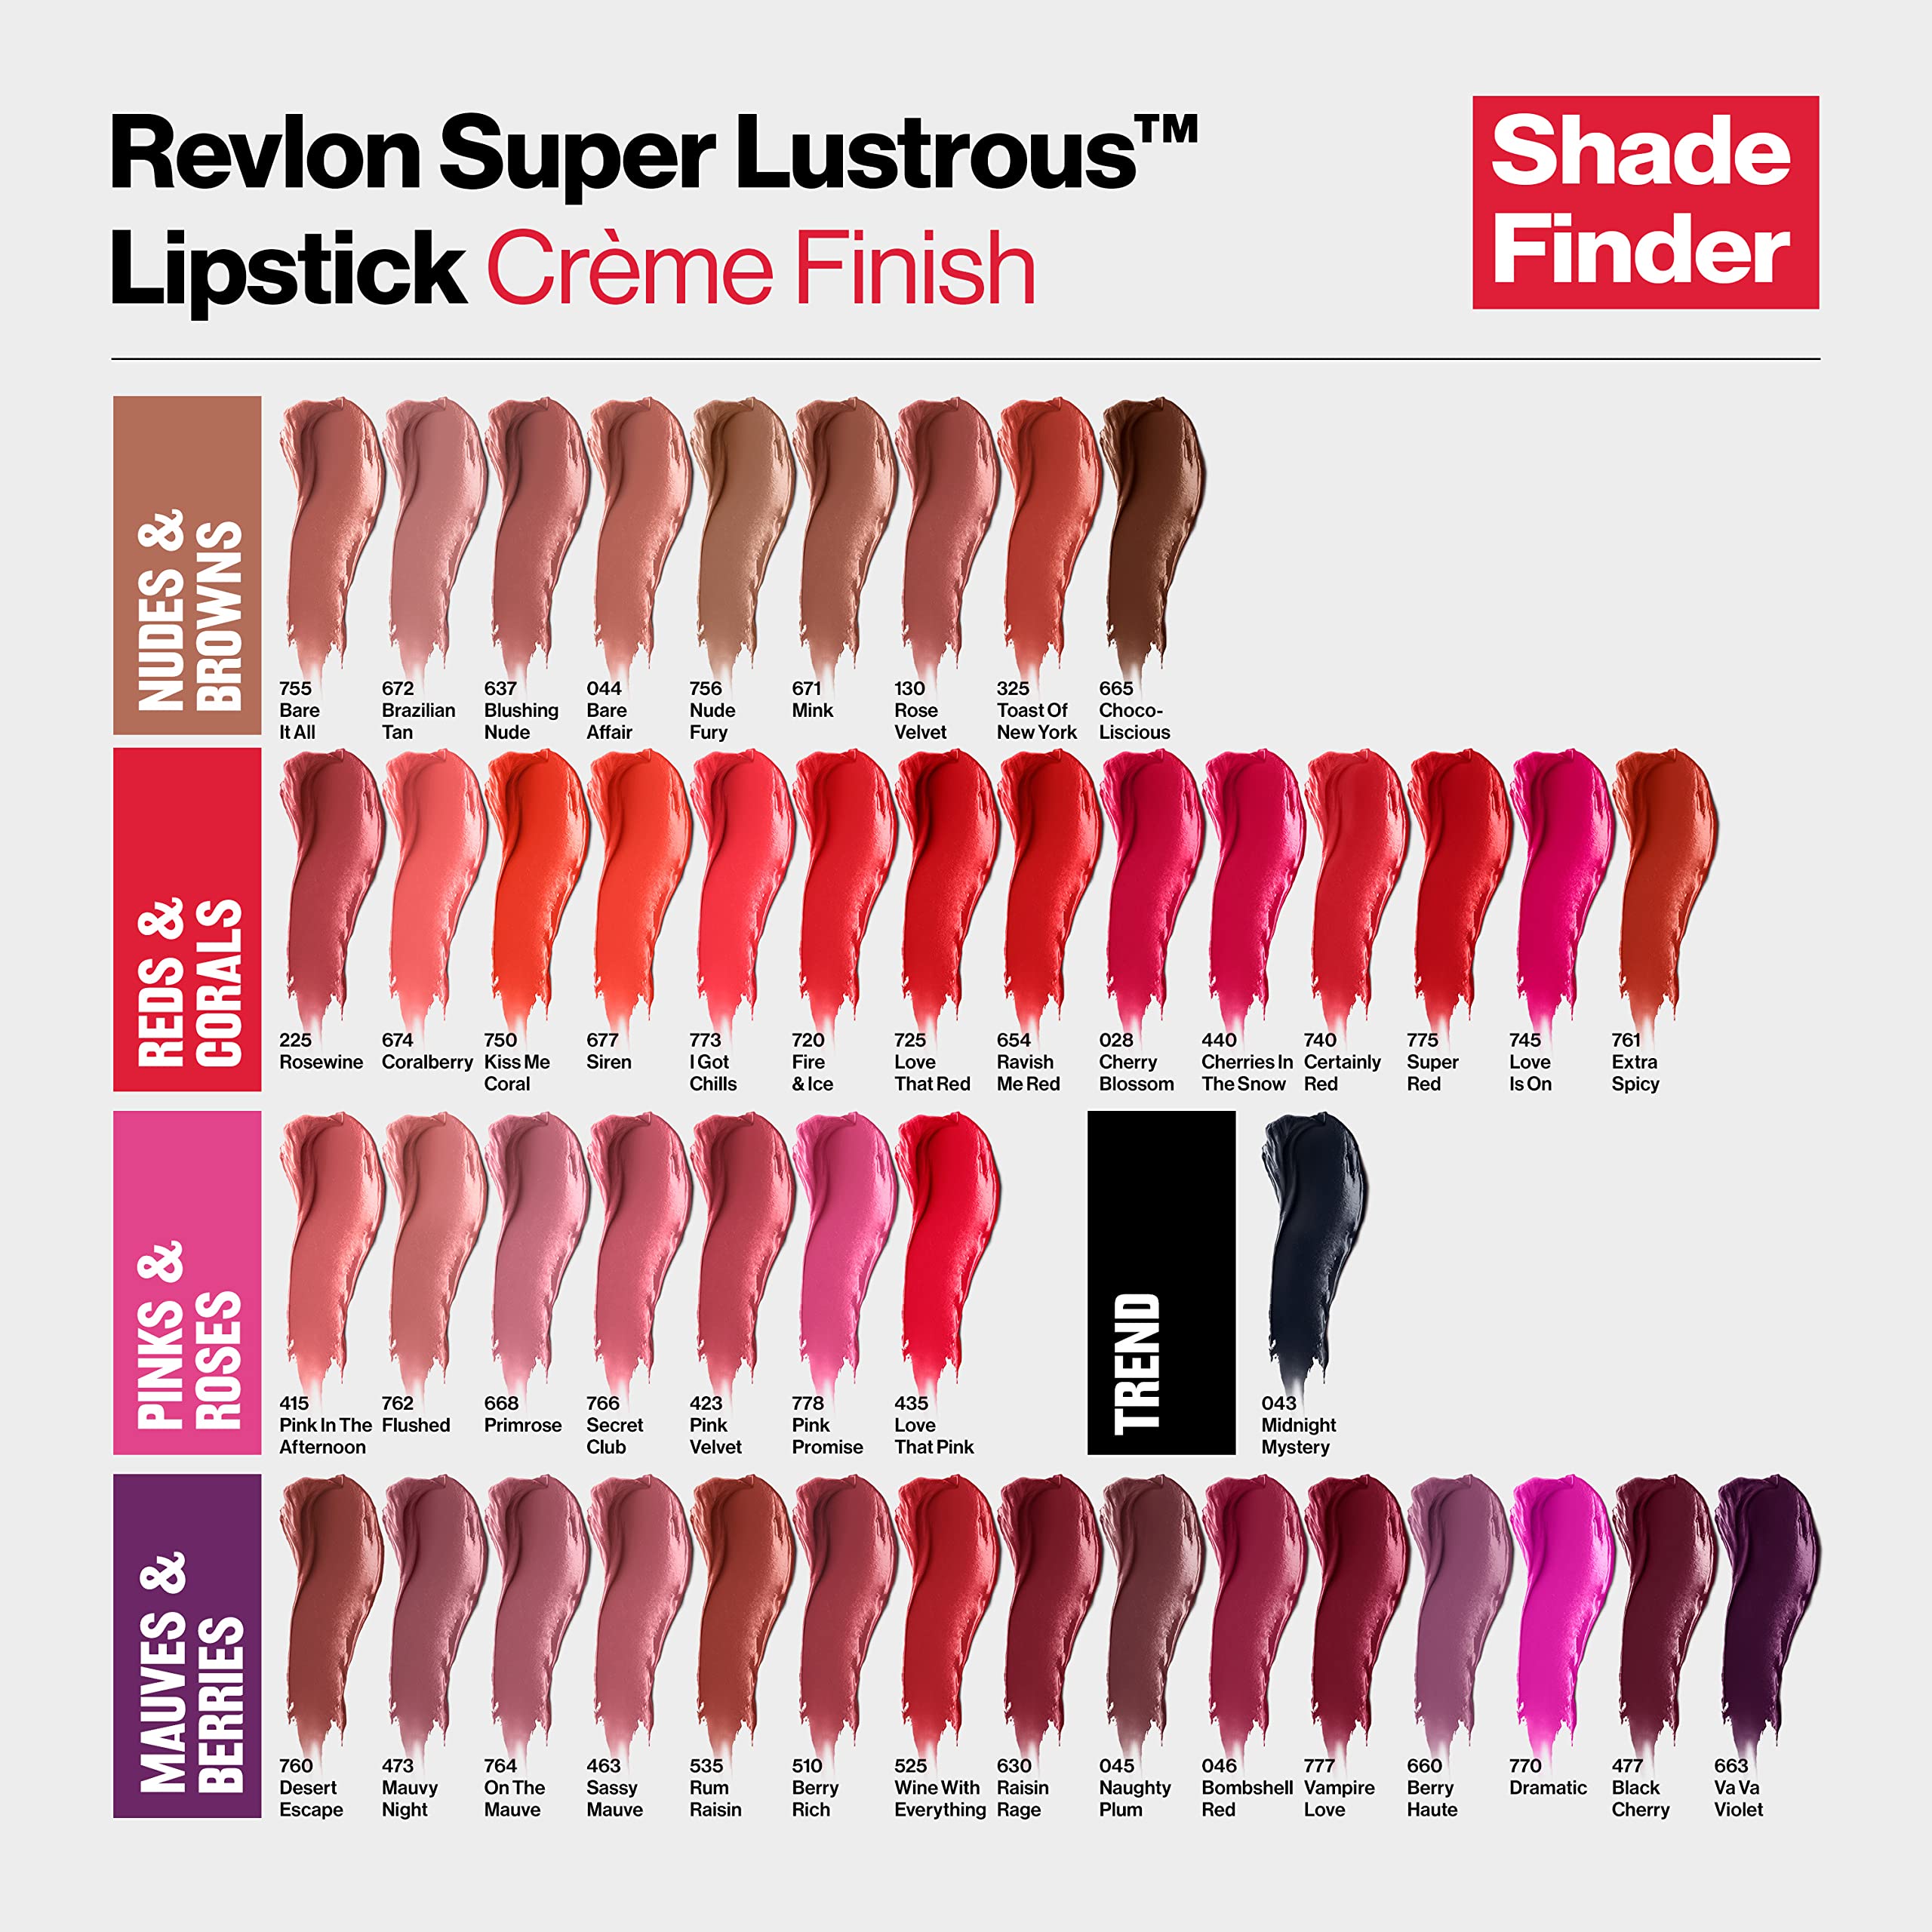 Revlon Super Lustrous™
Lipstick Crème Finish
Shade
Finder
NUDES &
BROWNS
755
Bare
It All
672
Brazilian
Tan
637
Blushing
Nude
044
Bare
Affair
756
Nude
Fury
671
Mink
130
Rose
Velvet
325
Toast Of
New York
665
Choco-
Liscious
REDS &
CORALS
225
Rosewine
674
Coralberry
750
Kiss Me
Coral
677
Siren
773
I Got
Chills
720
Fire
& Ice
725
Love
That Red
654
Ravish
Me Red
028
Cherry
Blossom
440
Cherries In
The Snow
740
Certainly
Red
775
Super
Red
745
Love
Is On
761
Extra
Spicy
PINKS &
ROSES
415
Pink In The
Afternoon
762
Flushed
668
Primrose
766
Secret
Club
423
Pink
Velvet
778
Pink
Promise
435
Love
That Pink
TREND
043
Midnight
Mystery
MAUVES &
BERRIES
760
Desert
Escape
473
Mauvy
Night
764
On The
Mauve
463
Sassy
Mauve
535
Rum
Raisin
510
Berry
Rich
525
Wine With
Everything
630
Raisin
Rage
045
Naughty
Plum
046
Bombshell
Red
777
Vampire
Love
660
Berry
Haute
770
Dramatic
477
Black
Cherry
663
Va Va
Violet